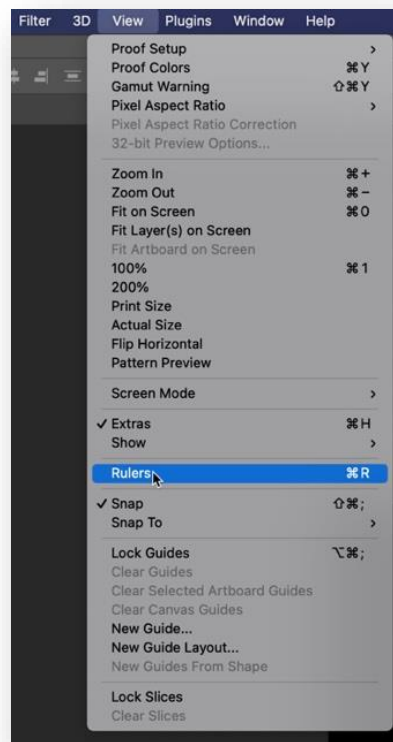 Filter 3D View Plugins Window Help
Proof Setup >
Proof Colors ⌘Y
Gamut Warning ⇧⌘Y
Pixel Aspect Ratio >
Pixel Aspect Ratio Correction
32-bit Preview Options...
Zoom In ⌘+
Zoom Out ⌘−
Fit on Screen ⌘0
Fit Layer(s) on Screen
Fit Artboard on Screen
100% ⌘1
200%
Print Size
Actual Size
Flip Horizontal
Pattern Preview
Screen Mode >
✓ Extras ⌘H
Show >
Rulers ⌘R
✓ Snap ⇧⌘;
Snap To >
Lock Guides ⌥⌘;
Clear Guides
Clear Selected Artboard Guides
Clear Canvas Guides
New Guide...
New Guide Layout...
New Guides From Shape
Lock Slices
Clear Slices